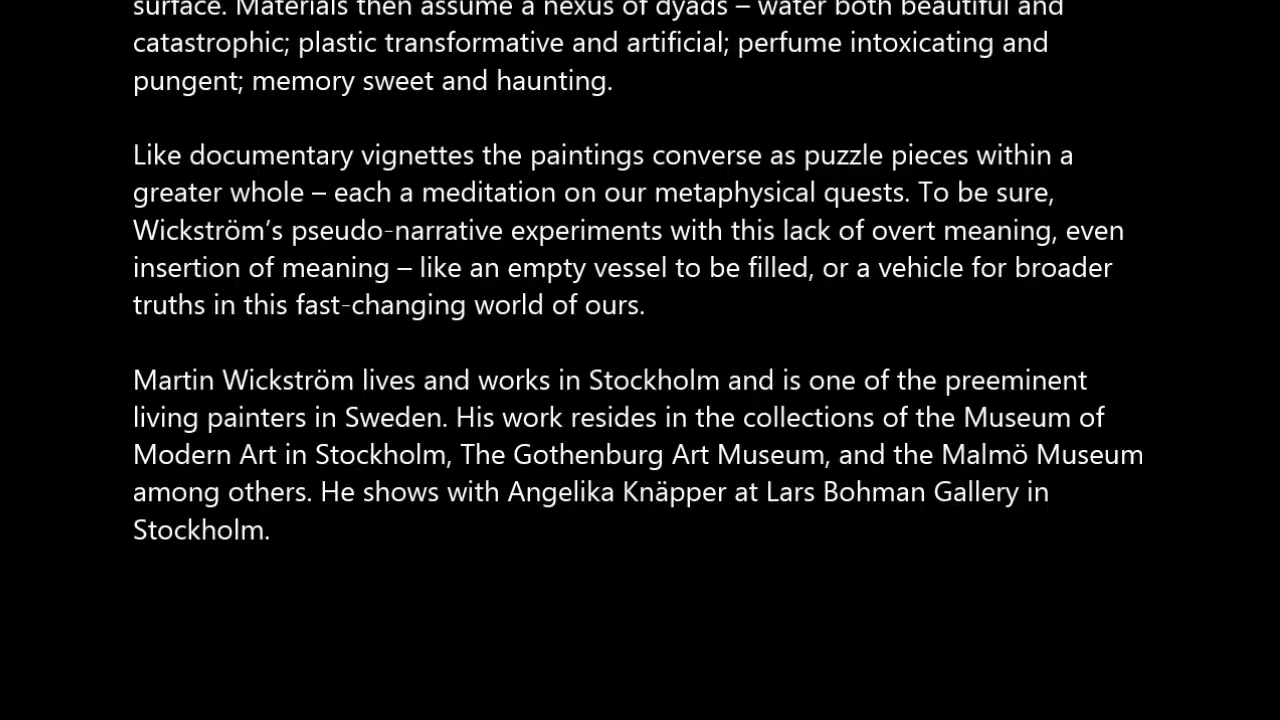 surface. Materials then assume a nexus of dyads – water both beautiful and
catastrophic; plastic transformative and artificial; perfume intoxicating and
pungent; memory sweet and haunting.
Like documentary vignettes the paintings converse as puzzle pieces within a
greater whole – each a meditation on our metaphysical quests. To be sure,
Wickström’s pseudo-narrative experiments with this lack of overt meaning, even
insertion of meaning – like an empty vessel to be filled, or a vehicle for broader
truths in this fast-changing world of ours.
Martin Wickström lives and works in Stockholm and is one of the preeminent
living painters in Sweden. His work resides in the collections of the Museum of
Modern Art in Stockholm, The Gothenburg Art Museum, and the Malmö Museum
among others. He shows with Angelika Knäpper at Lars Bohman Gallery in
Stockholm.